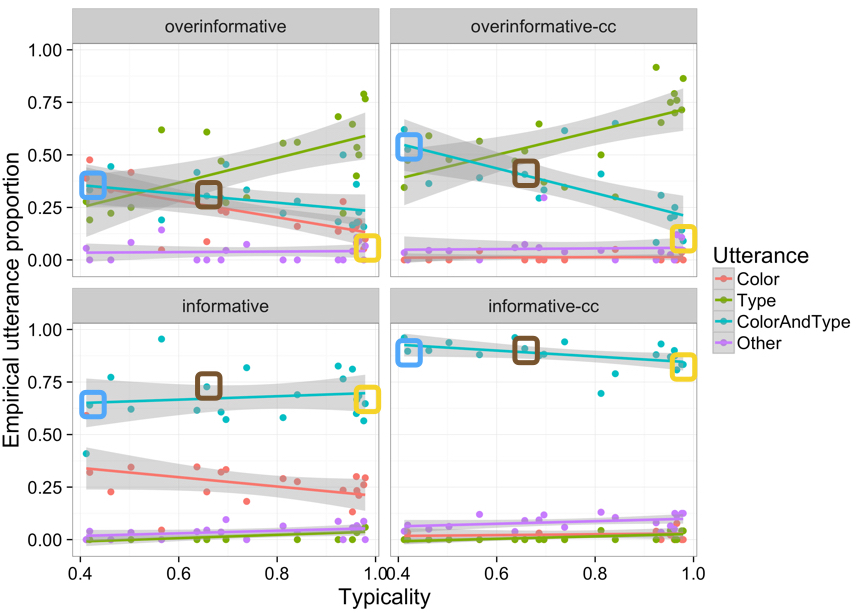 overinformative
overinformative-cc
1.00
0.75
0.50
0.25
0.00
informative
informative-cc
1.00
0.75
0.50
0.25
0.00
0.4
0.6
0.8
1.0
0.4
0.6
0.8
1.0
Typicality
Empirical utterance proportion
Utterance
Color
Type
ColorAndType
Other